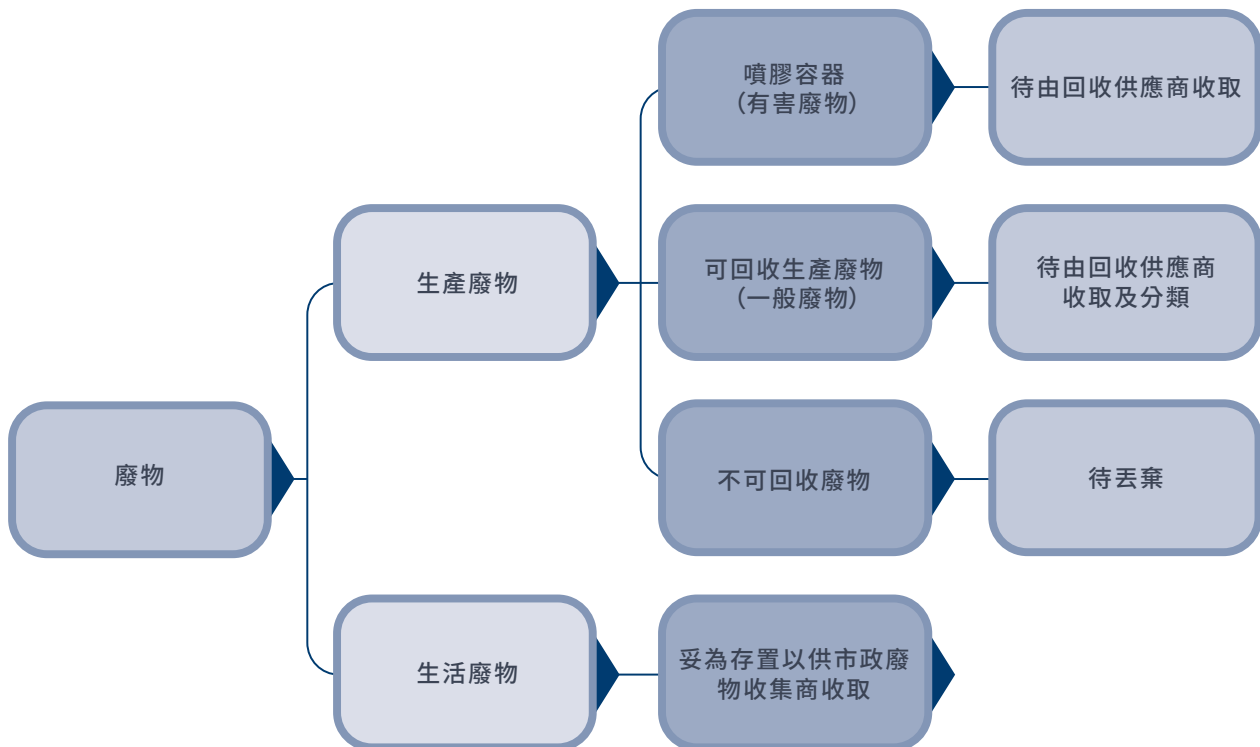 噴膠容器
（有害廢物）
待由回收供應商收取
生產廢物
可回收生產廢物
（一般廢物）
待由回收供應商
收取及分類
廢物
不可回收廢物
待丟棄
生活廢物
妥為存置以供市政廢
物收集商收取